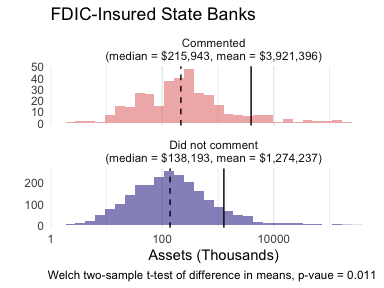 FDIC-Insured State Banks
Commented
(median = $215,943, mean = $3,921,396)
50
40
30
20
10
0
Did not comment
(median = $138,193, mean = $1,274,237)
200
100
0
1
100
10000
Assets (Thousands)
Welch two-sample t-test of difference in means, p-vaue = 0.011